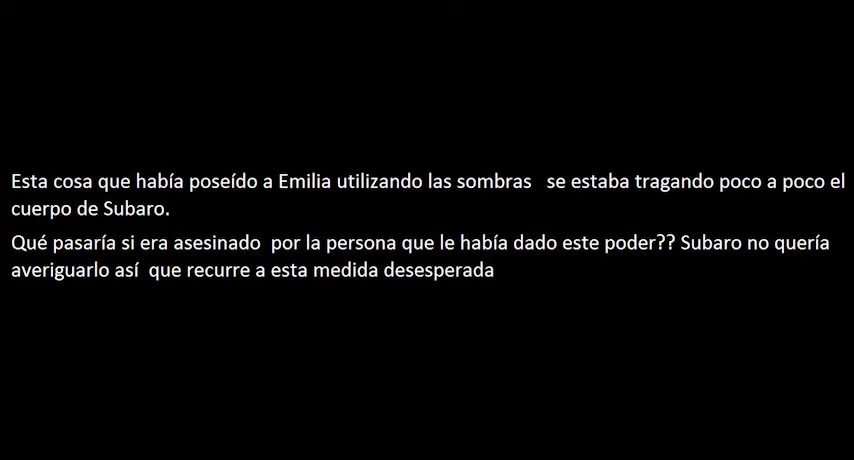 Esta cosa que había poseído a Emilia utilizando las sombras   se estaba tragando poco a poco el
cuerpo de Subaro.
Qué pasaría si era asesinado  por la persona que le había dado este poder?? Subaro no quería
averiguarlo así  que recurre a esta medida desesperada